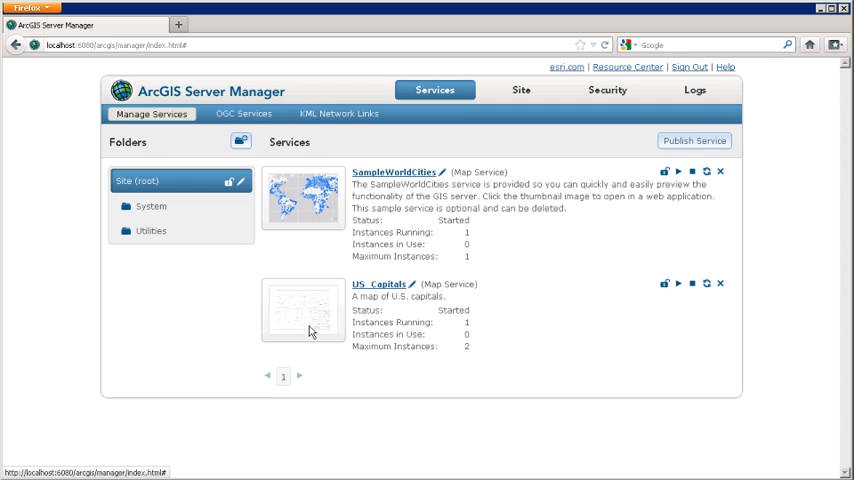 Firefox
ArcGIS Server Manager
localhost:6080/arcgis/manager/index.html#
Google
esri.com | Resource Center | Sign Out | Help
ArcGIS Server Manager
Services
Site
Security
Logs
Manage Services
OGC Services
KML Network Links
Folders
Services
Publish Service
Site (root)
System
Utilities
SampleWorldCities (Map Service)
The SampleWorldCities service is provided so you can quickly and easily preview the
functionality of the GIS server. Click the thumbnail image to open in a web application.
This sample service is optional and can be deleted.
Status: Started
Instances Running: 1
Instances in Use: 0
Maximum Instances: 1
US_Capitals (Map Service)
A map of U.S. capitals.
Status: Started
Instances Running: 1
Instances in Use: 0
Maximum Instances: 2
1
http://localhost:6080/arcgis/manager/index.html#